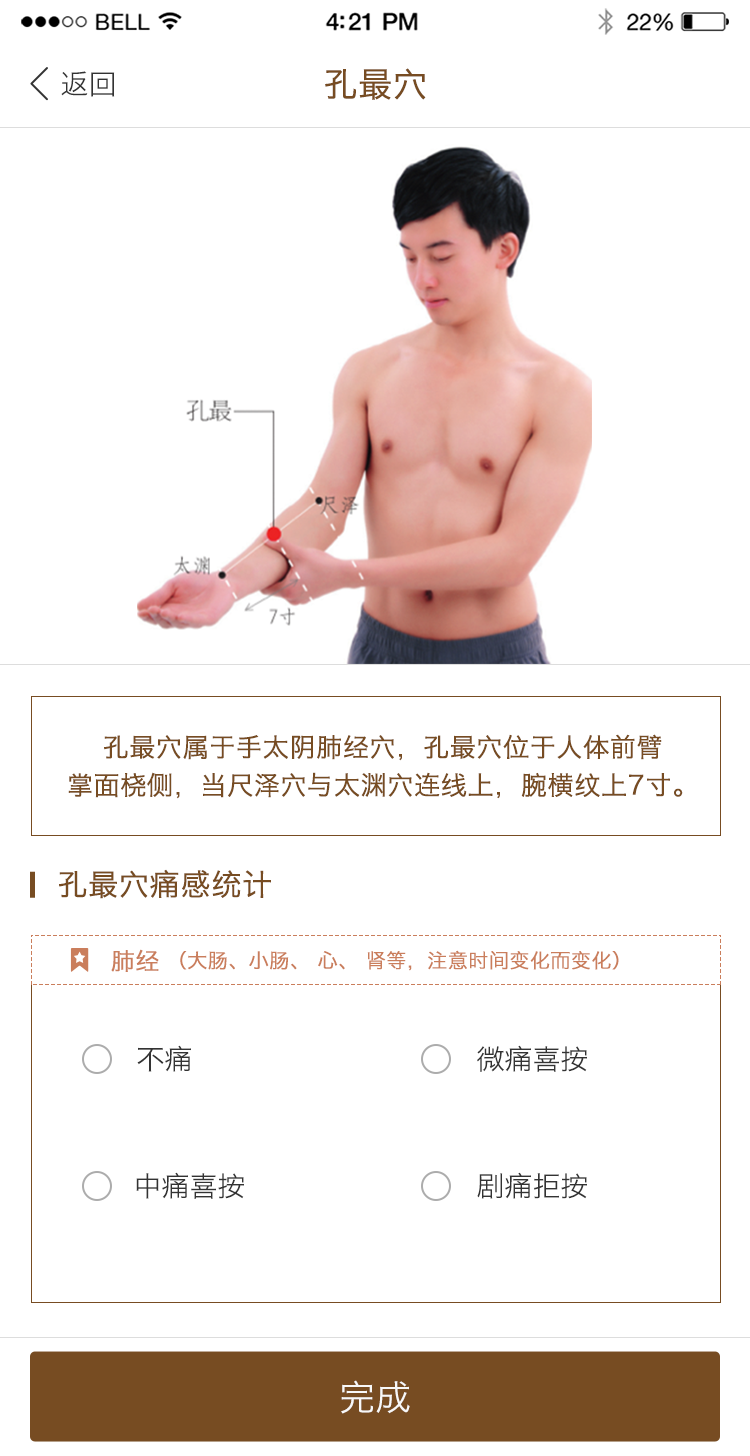 BELL 4:21 PM 22%
返回 孔最穴
孔最
尺泽
太渊
7寸
孔最穴属于手太阴肺经穴，孔最穴位于人体前臂
掌面桡侧，当尺泽穴与太渊穴连线上，腕横纹上7寸。
孔最穴痛感统计
肺经 （大肠、小肠、 心、 肾等，注意时间变化而变化）
不痛 微痛喜按
中痛喜按 剧痛拒按
完成